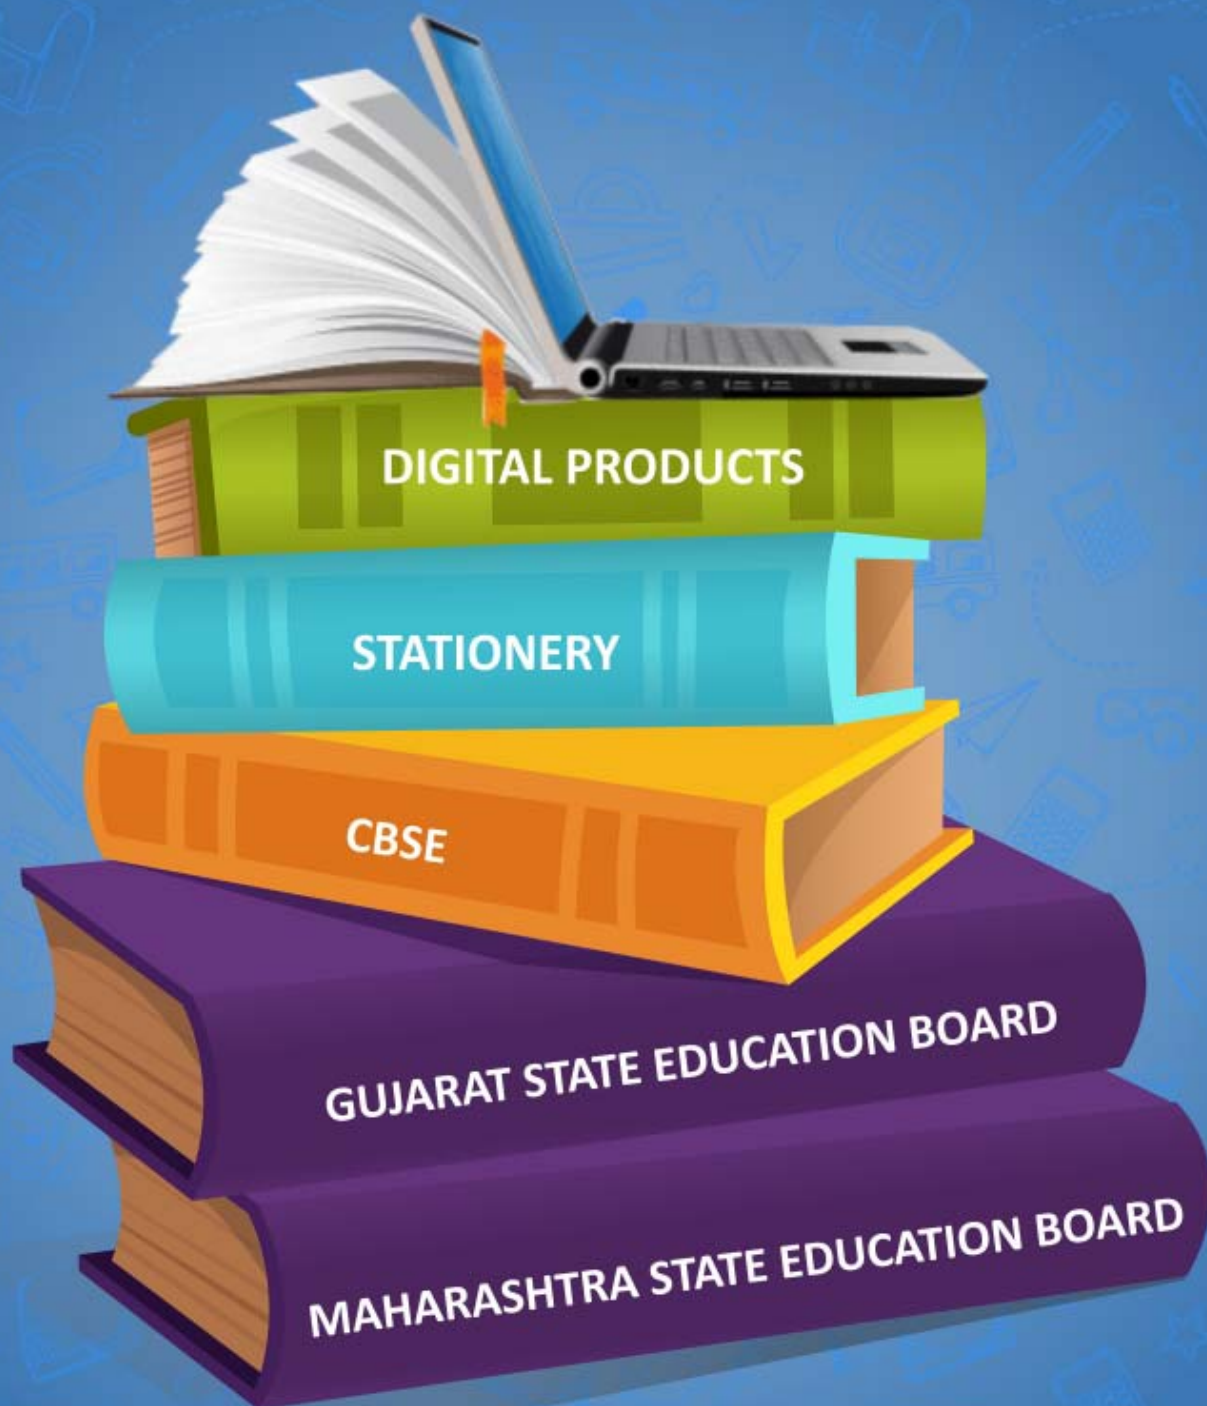 DIGITAL PRODUCTS
STATIONERY
CBSE
GUJARAT STATE EDUCATION BOARD
MAHARASHTRA STATE EDUCATION BOARD